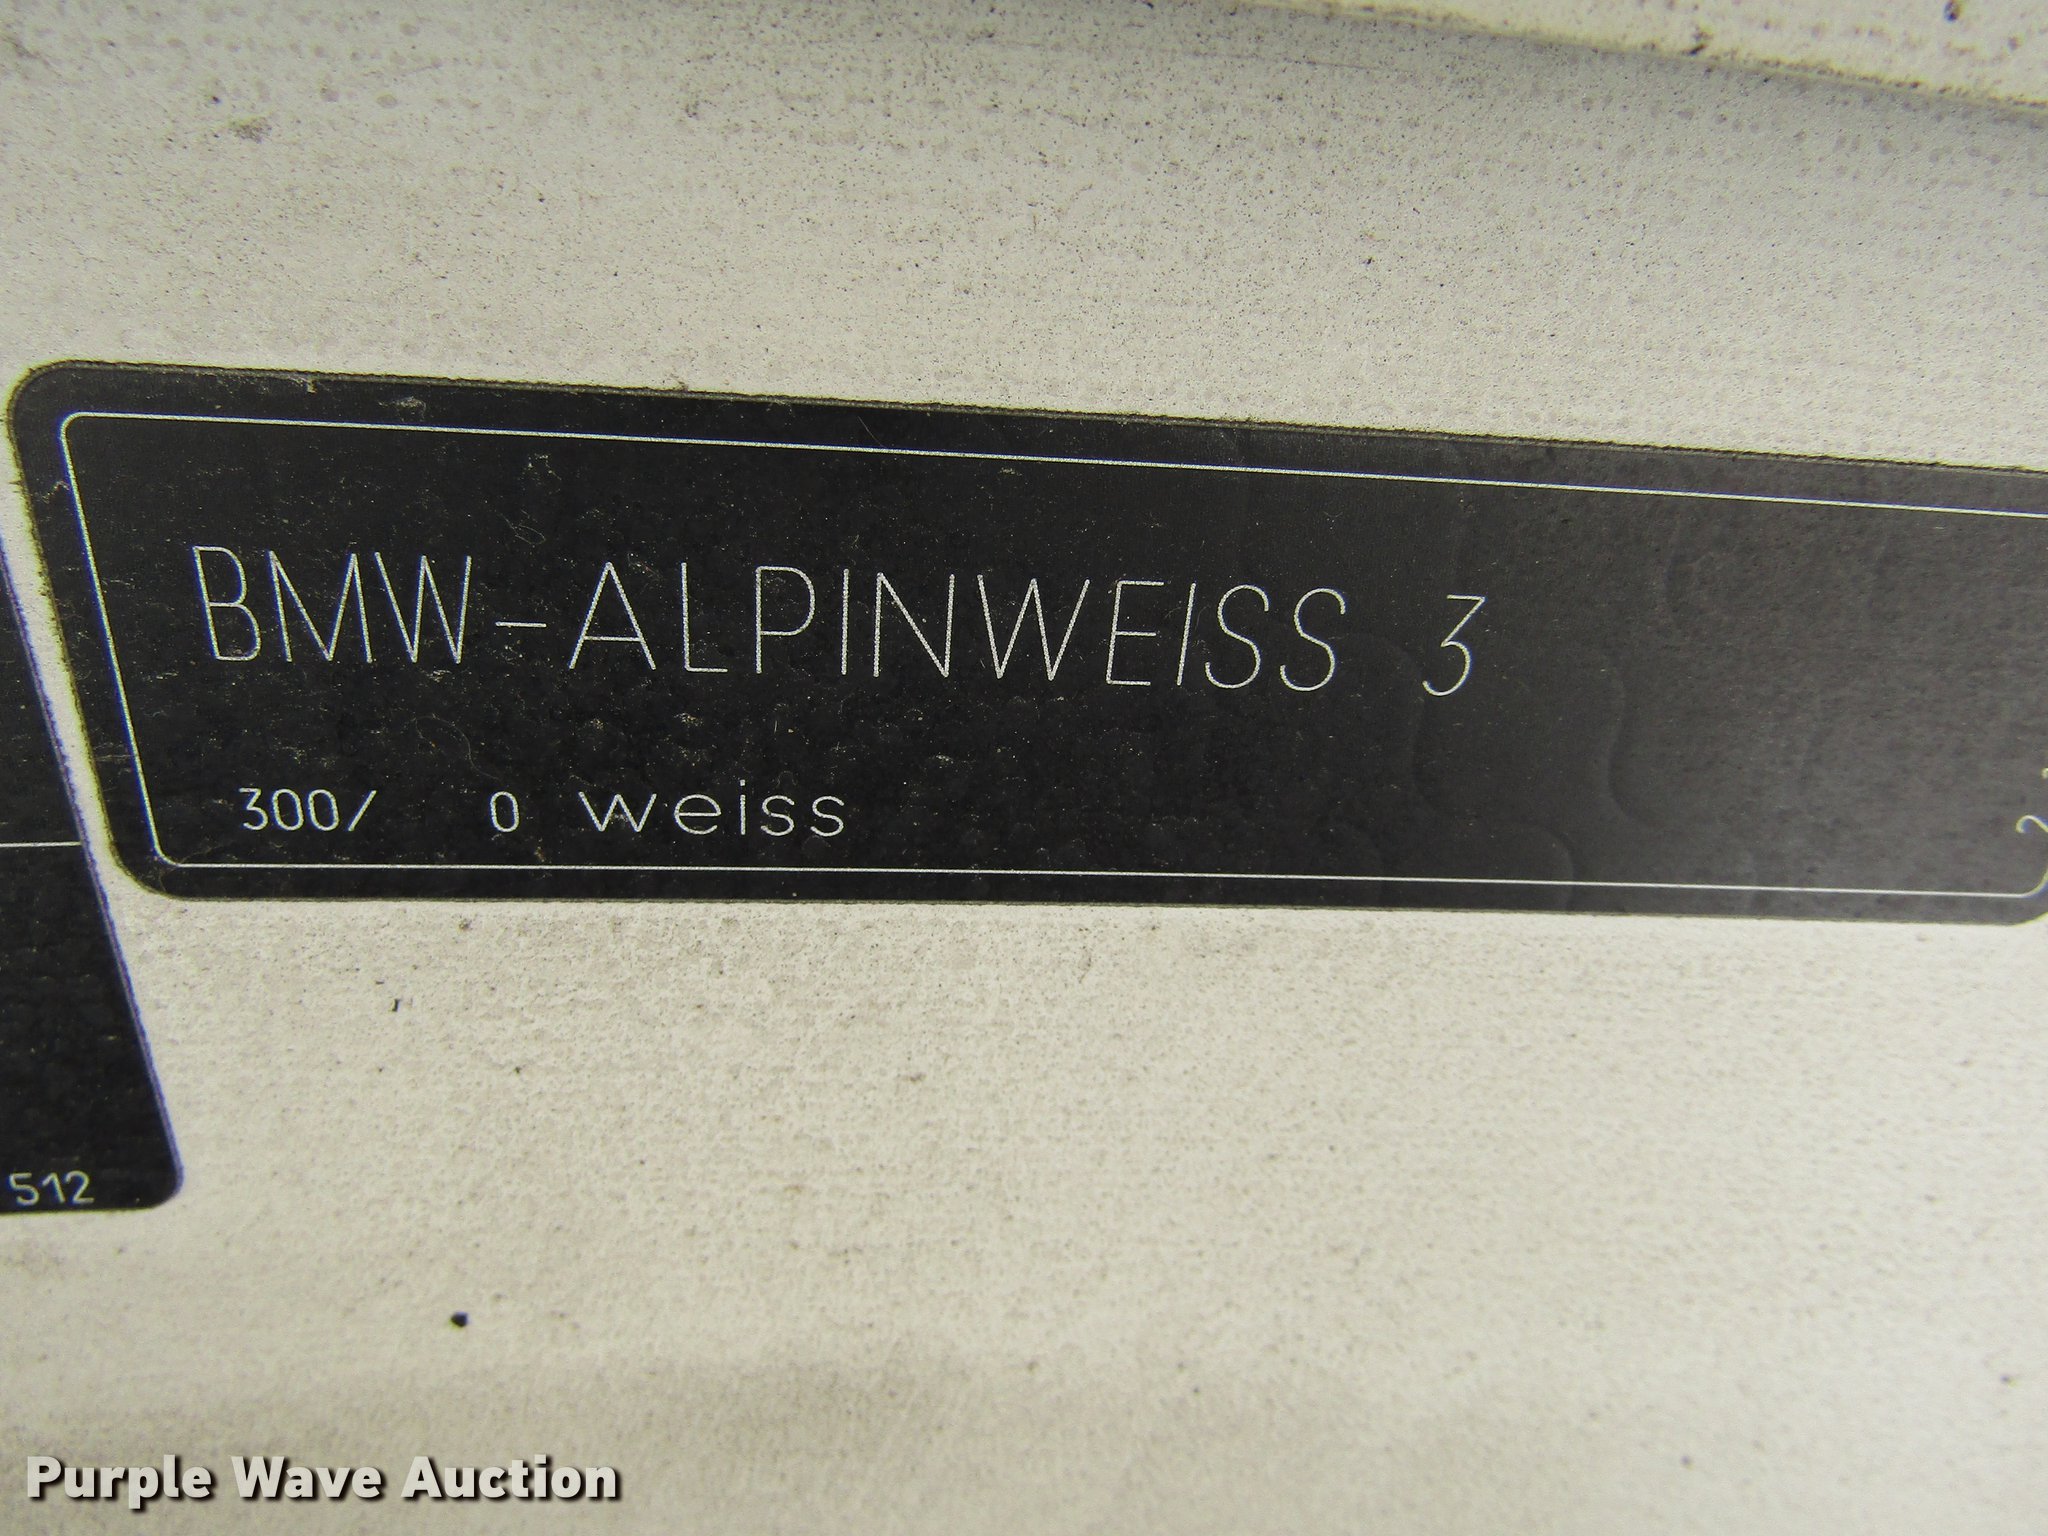 BMW-ALPINWEISS 3
300/ 0 weiss
512
Purple Wave Auction